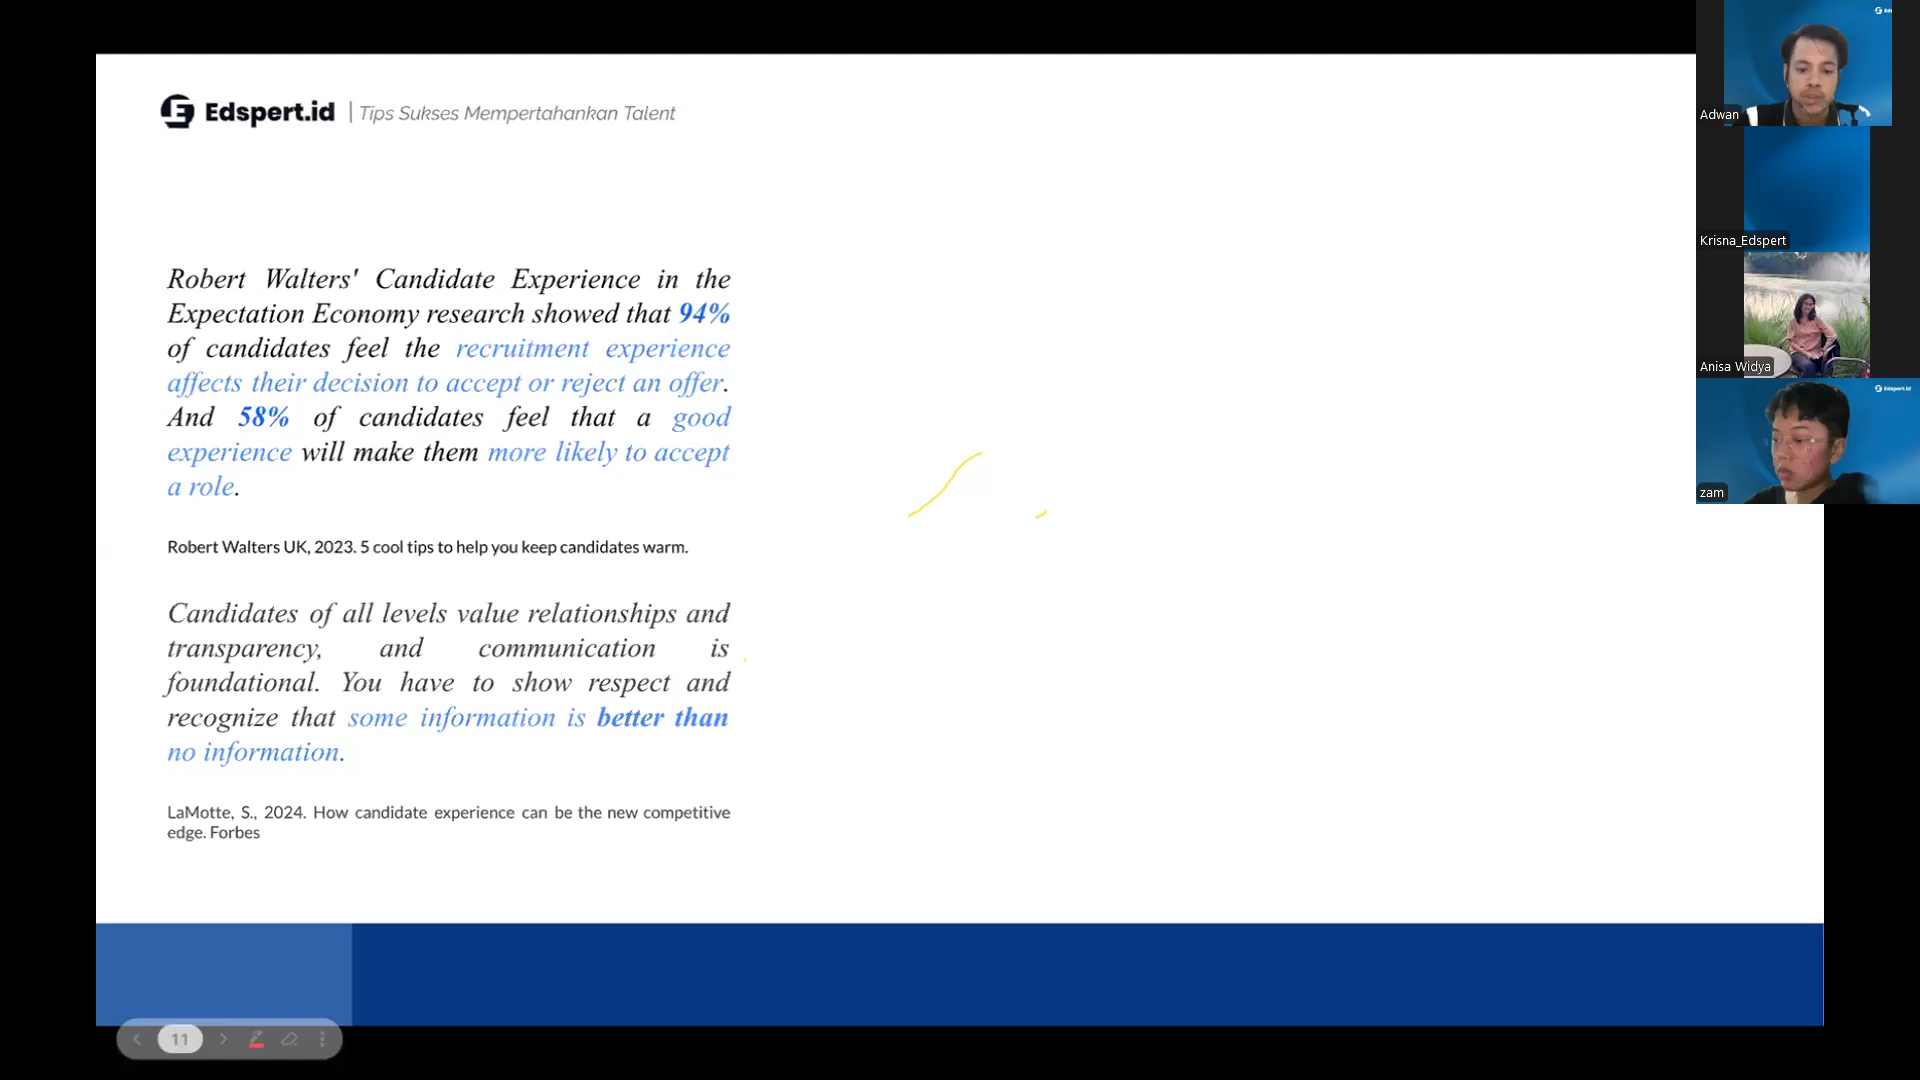 Edspert.id | Tips Sukses Mempertahankan Talent
Robert Walters' Candidate Experience in the
Expectation Economy research showed that 94%
of candidates feel the recruitment experience
affects their decision to accept or reject an offer.
And 58% of candidates feel that a good
experience will make them more likely to accept
a role.
Robert Walters UK, 2023. 5 cool tips to help you keep candidates warm.
Candidates of all levels value relationships and
transparency, and communication is
foundational. You have to show respect and
recognize that some information is better than
no information.
LaMotte, S., 2024. How candidate experience can be the new competitive
edge. Forbes
11
Adwan
Krisna_Edspert
Anisa Widya
Edspert.id
zam